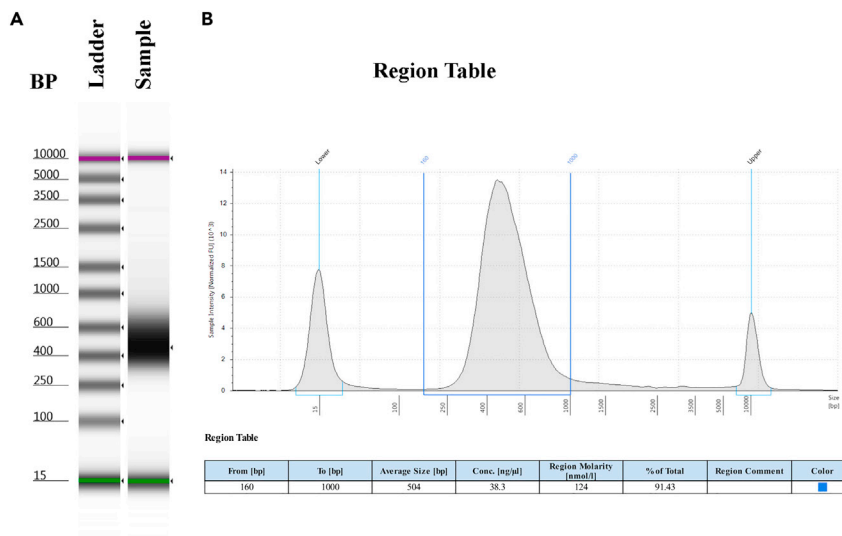 A
BP
Ladder
Sample
10000
5000
3500
2500
1500
1000
600
400
250
100
15
B
Region Table
Lower
160
1000
Upper
Sample Intensity [Normalized FU] (10^3)
14
12
10
8
6
4
2
0
15
100
250
400
600
1000
1500
2500
3500
5000
10000
Size
[bp]
Region Table
From [bp] To [bp] Average Size [bp] Conc. [ng/µl] Region Molarity [nmol/l] % of Total Region Comment Color
160 1000 504 38.3 124 91.43